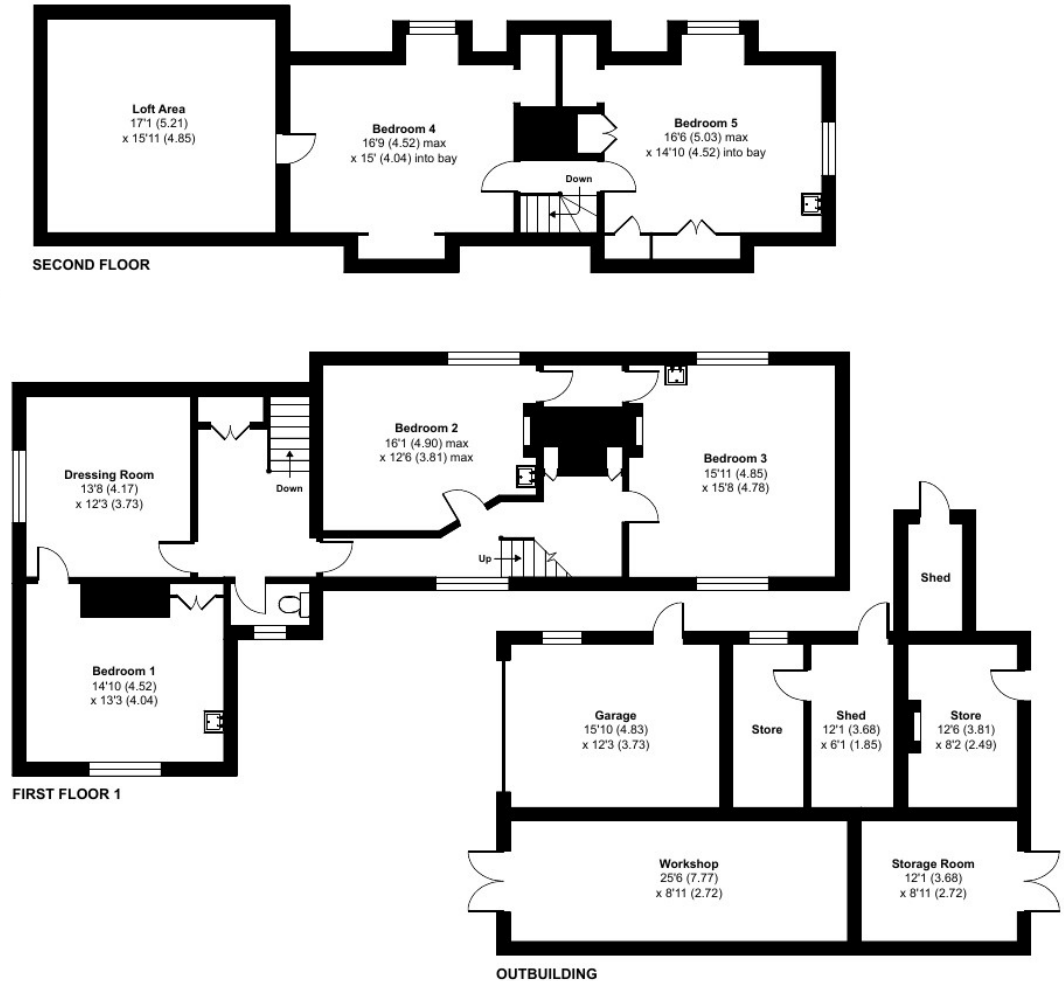 Loft Area
17'1 (5.21)
x 15'11 (4.85)
Bedroom 4
16'9 (4.52) max
x 15' (4.04) into bay
Down
Bedroom 5
16'6 (5.03) max
x 14'10 (4.52) into bay
SECOND FLOOR
Dressing Room
13'8 (4.17)
x 12'3 (3.73)
Down
Bedroom 2
16'1 (4.90) max
x 12'6 (3.81) max
Up
Bedroom 3
15'11 (4.85)
x 15'8 (4.78)
Bedroom 1
14'10 (4.52)
x 13'3 (4.04)
FIRST FLOOR 1
Shed
Garage
15'10 (4.83)
x 12'3 (3.73)
Store
Shed
12'1 (3.68)
x 6'1 (1.85)
Store
12'6 (3.81)
x 8'2 (2.49)
Workshop
25'6 (7.77)
x 8'11 (2.72)
Storage Room
12'1 (3.68)
x 8'11 (2.72)
OUTBUILDING